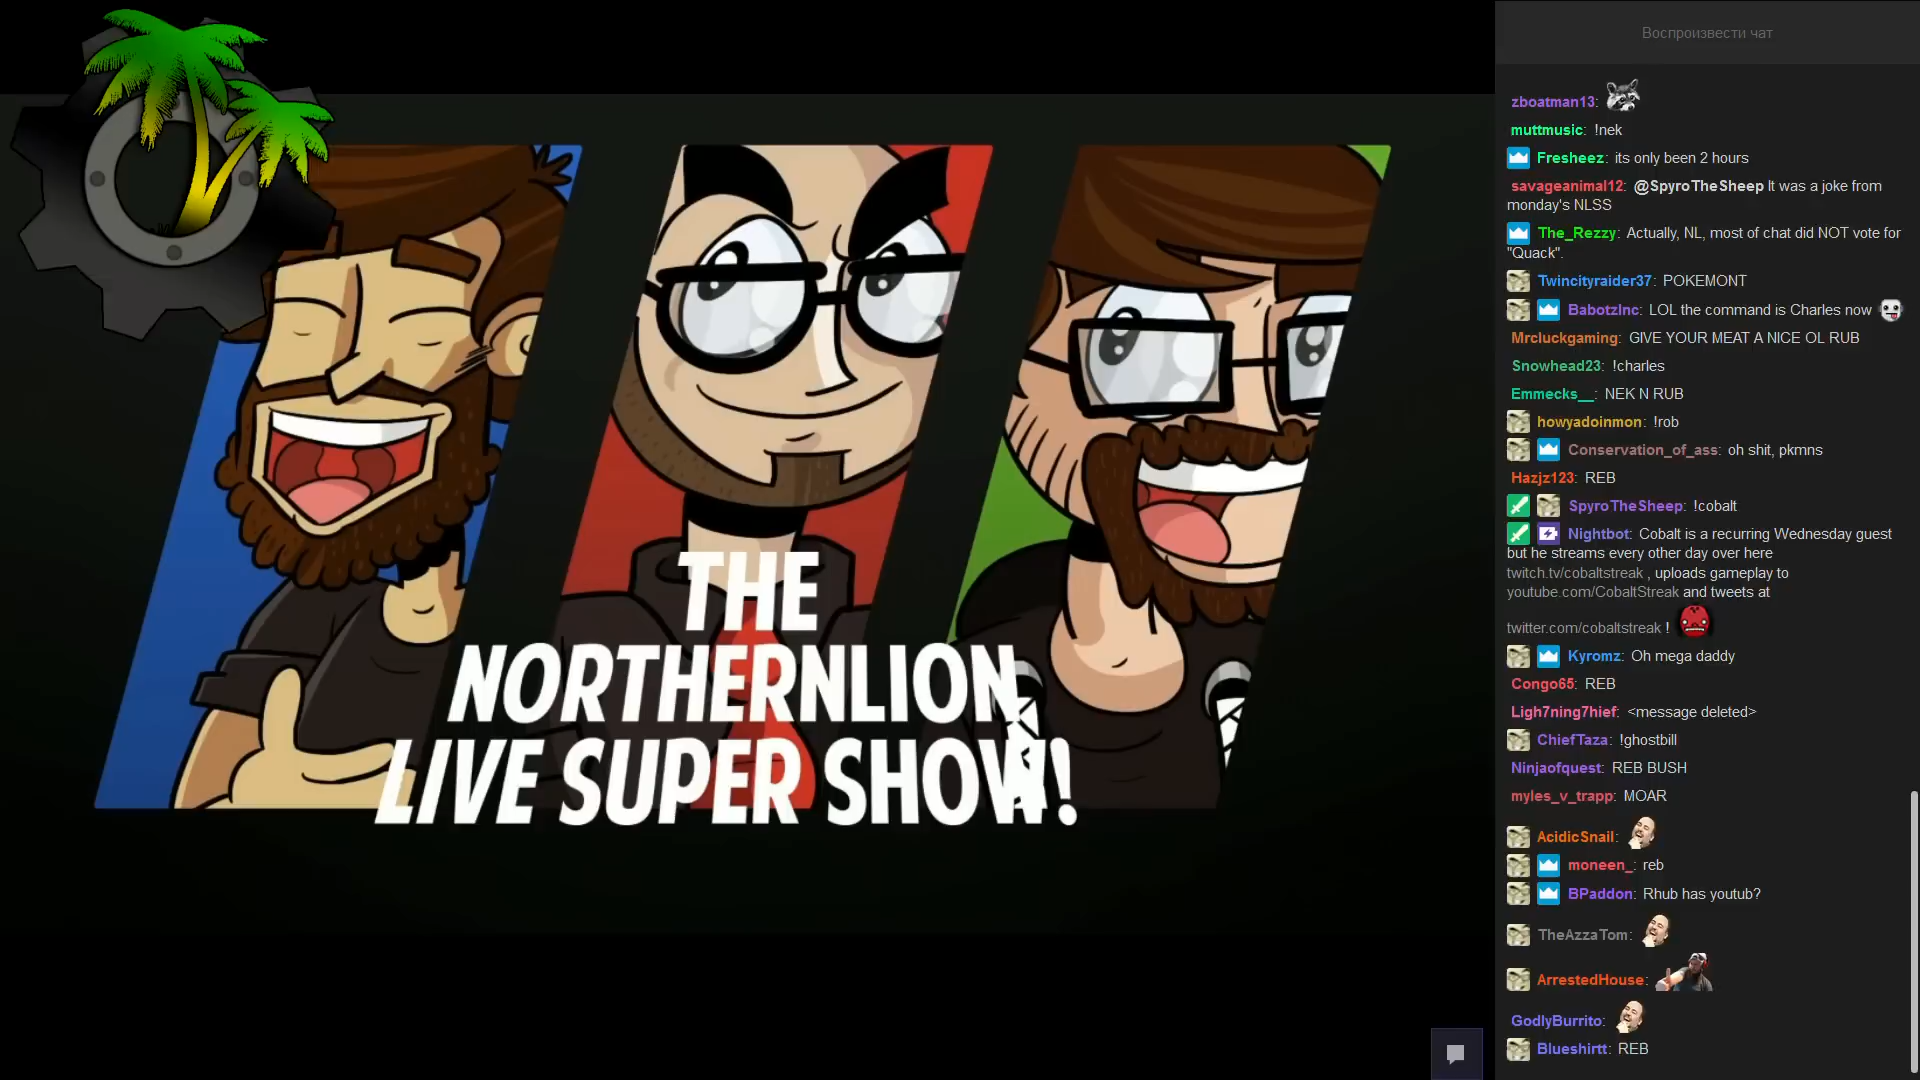 THE
NORTHERNLION
LIVE SUPER SHOW!
Воспроизвести чат
zboatman13:
muttmusic: !nek
Fresheez: its only been 2 hours
savageanimal12: @SpyroTheSheep It was a joke from
monday's NLSS
The_Rezzy: Actually, NL, most of chat did NOT vote for
"Quack".
Twincityraider37: POKEMONT
BabotzInc: LOL the command is Charles now
Mrcluckgaming: GIVE YOUR MEAT A NICE OL RUB
Snowhead23: !charles
Emmecks__: NEK N RUB
howyadoinmon: !rob
Conservation_of_ass: oh shit, pkmns
Hazjz123: REB
SpyroTheSheep: !cobalt
Nightbot: Cobalt is a recurring Wednesday guest
but he streams every other day over here
twitch.tv/cobaltstreak , uploads gameplay to
youtube.com/CobaltStreak and tweets at
twitter.com/cobaltstreak !
Kyromz: Oh mega daddy
Congo65: REB
Ligh7ning7hief: <message deleted>
ChiefTaza: !ghostbill
Ninjaofquest: REB BUSH
myles_v_trapp: MOAR
AcidicSnail:
moneen_: reb
BPaddon: Rhub has youtub?
TheAzzaTom:
ArrestedHouse:
GodlyBurrito:
Blueshirtt: REB